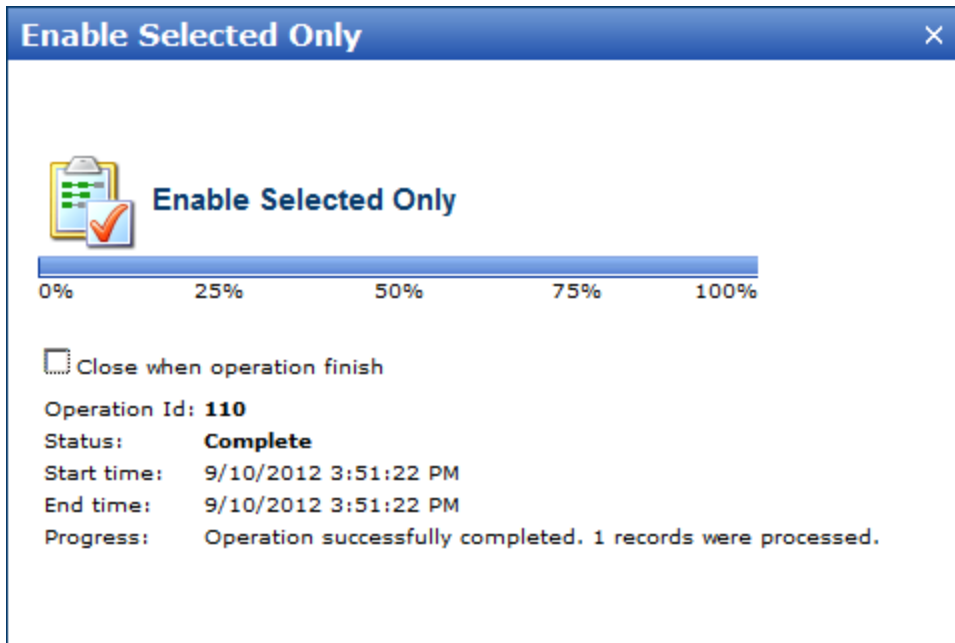 Enable Selected Only
Enable Selected Only
0% 25% 50% 75% 100%
Close when operation finish
Operation Id: 110
Status: Complete
Start time: 9/10/2012 3:51:22 PM
End time: 9/10/2012 3:51:22 PM
Progress: Operation successfully completed. 1 records were processed.